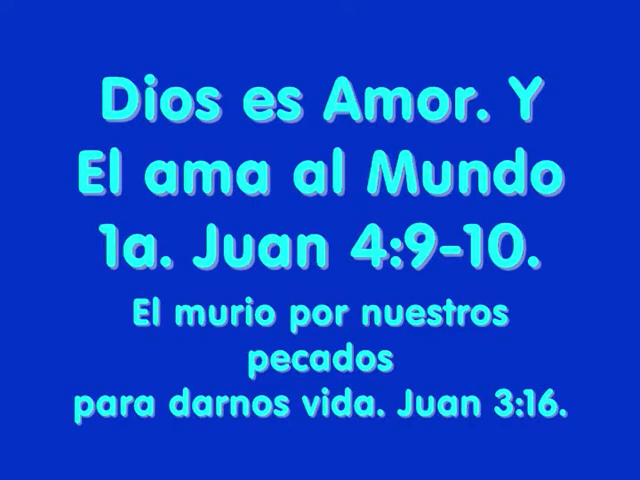 Dios es Amor. Y
El ama al Mundo
1a. Juan 4:9-10.
El murio por nuestros
pecados
para darnos vida. Juan 3:16.